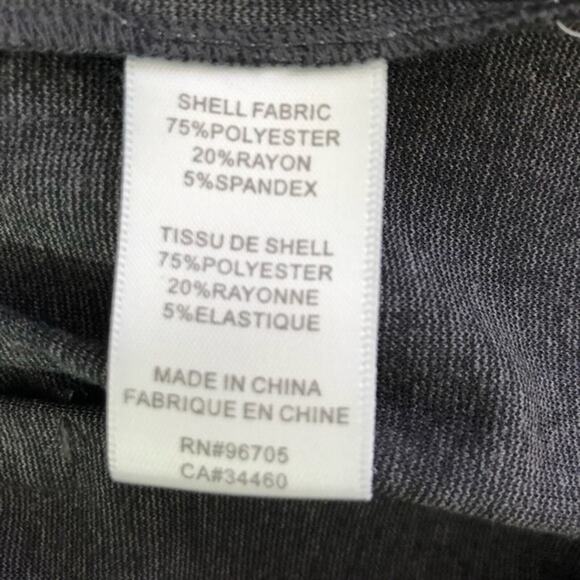 SHELL FABRIC
75%POLYESTER
20%RAYON
5%SPANDEX
TISSU DE SHELL
75%POLYESTER
20%RAYONNE
5%ELASTIQUE
MADE IN CHINA
FABRIQUE EN CHINE
RN#96705
CA#34460